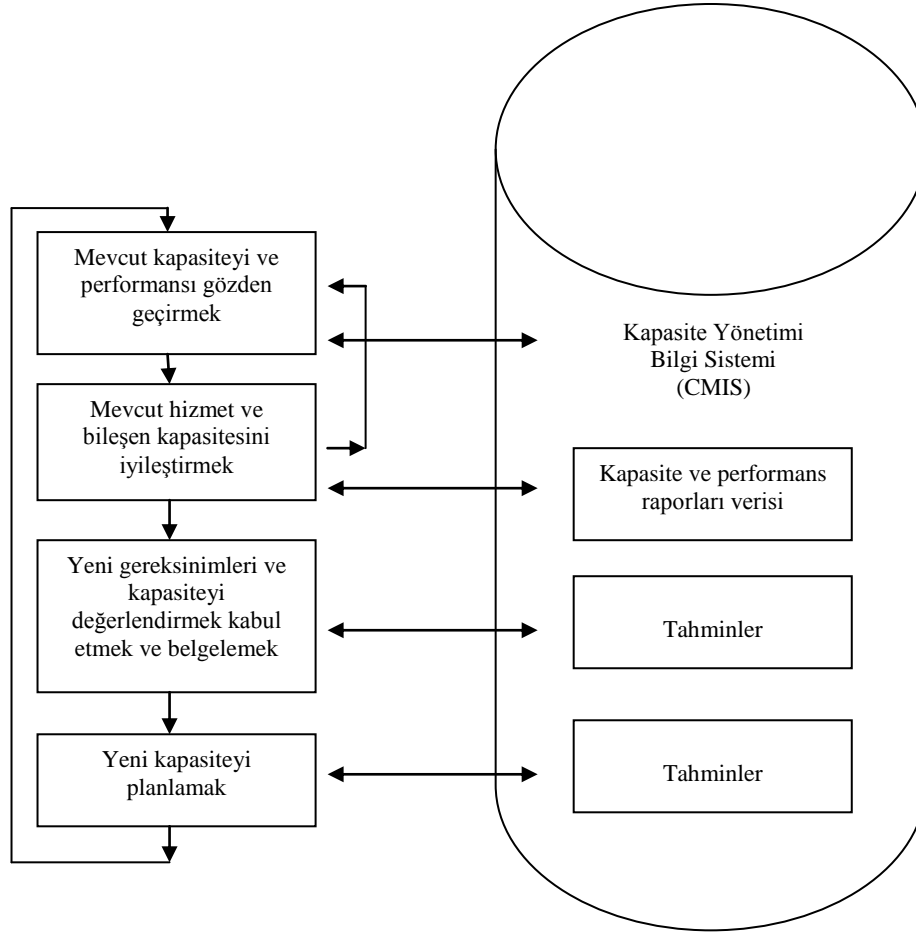 Mevcut kapasiteyi ve
performansı gözden
geçirmek
Mevcut hizmet ve
bileşen kapasitesini
iyileştirmek
Yeni gereksinimleri ve
kapasiteyi
değerlendirmek kabul
etmek ve belgelemek
Yeni kapasiteyi
planlamak
Kapasite Yönetimi
Bilgi Sistemi
(CMIS)
Kapasite ve performans
raporları verisi
Tahminler
Tahminler